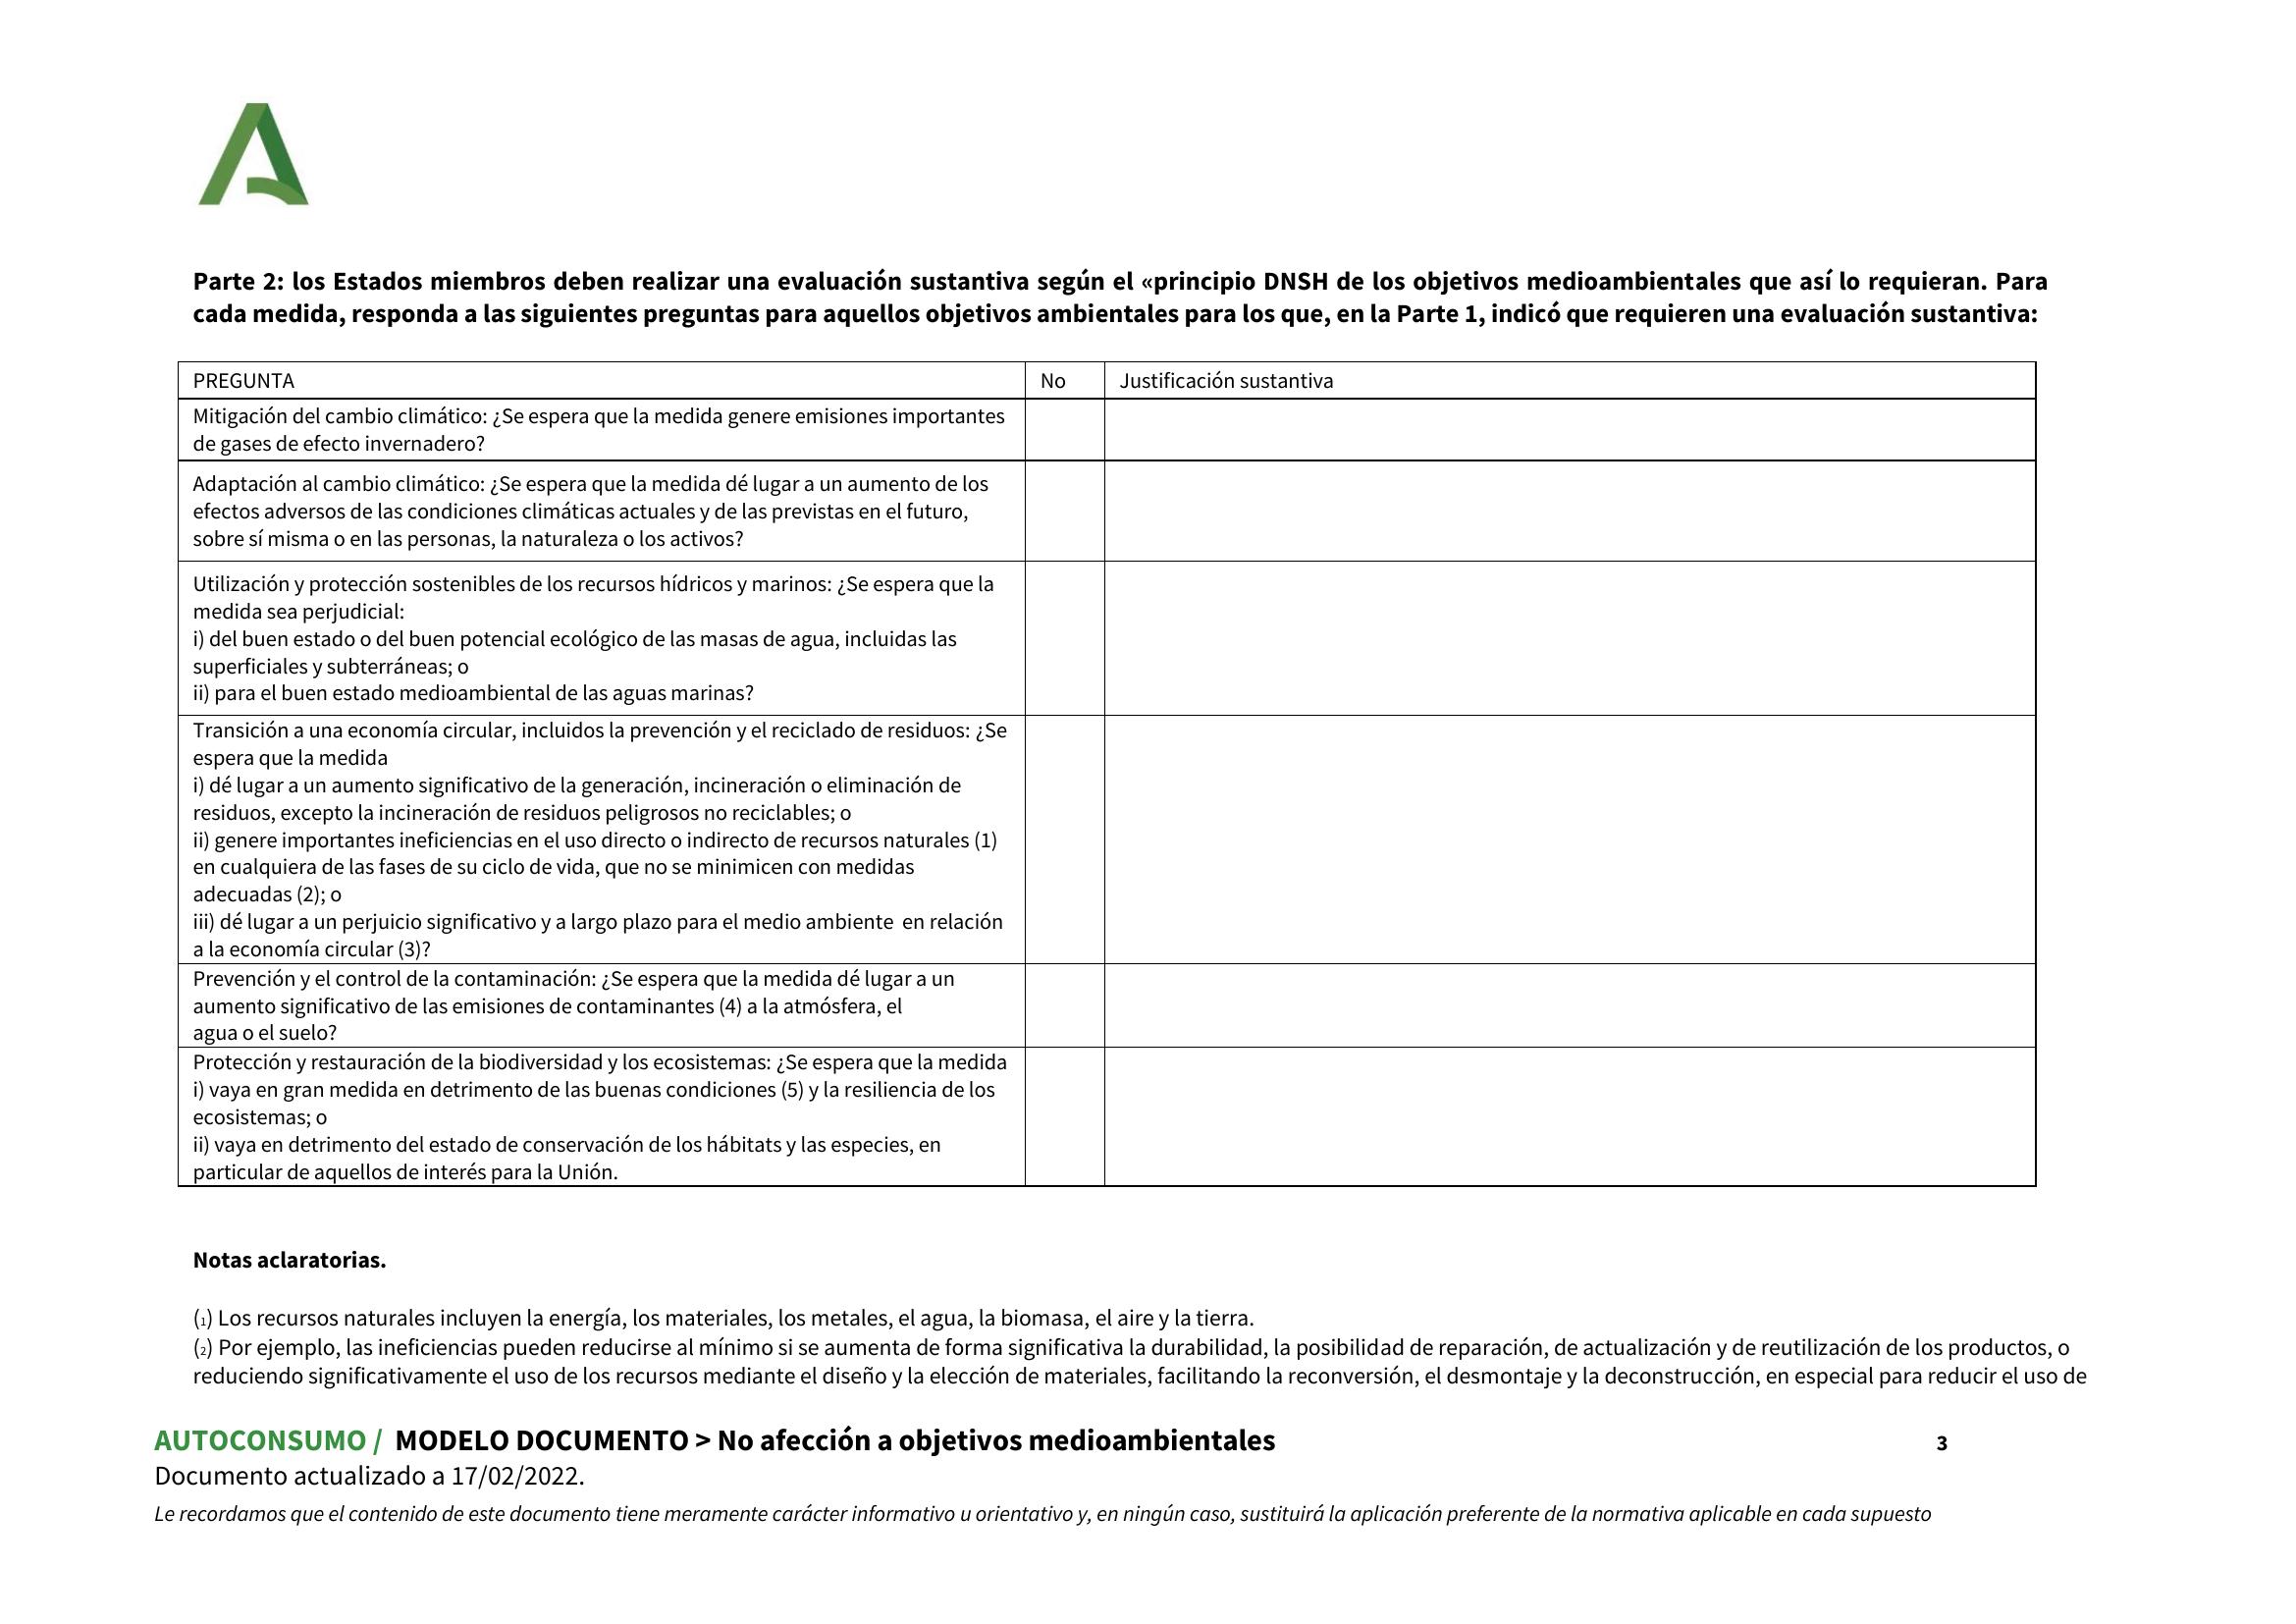 Parte 2: los Estados miembros deben realizar una evaluación sustantiva según el «principio DNSH de los objetivos medioambientales que así lo requieran. Para
cada medida, responda a las siguientes preguntas para aquellos objetivos ambientales para los que, en la Parte 1, indicó que requieren una evaluación sustantiva:
PREGUNTA No Justificación sustantiva
Mitigación del cambio climático: ¿Se espera que la medida genere emisiones importantes
de gases de efecto invernadero?
Adaptación al cambio climático: ¿Se espera que la medida dé lugar a un aumento de los
efectos adversos de las condiciones climáticas actuales y de las previstas en el futuro,
sobre sí misma o en las personas, la naturaleza o los activos?
Utilización y protección sostenibles de los recursos hídricos y marinos: ¿Se espera que la
medida sea perjudicial:
i) del buen estado o del buen potencial ecológico de las masas de agua, incluidas las
superficiales y subterráneas; o
ii) para el buen estado medioambiental de las aguas marinas?
Transición a una economía circular, incluidos la prevención y el reciclado de residuos: ¿Se
espera que la medida
i) dé lugar a un aumento significativo de la generación, incineración o eliminación de
residuos, excepto la incineración de residuos peligrosos no reciclables; o
ii) genere importantes ineficiencias en el uso directo o indirecto de recursos naturales (1)
en cualquiera de las fases de su ciclo de vida, que no se minimicen con medidas
adecuadas (2); o
iii) dé lugar a un perjuicio significativo y a largo plazo para el medio ambiente en relación
a la economía circular (3)?
Prevención y el control de la contaminación: ¿Se espera que la medida dé lugar a un
aumento significativo de las emisiones de contaminantes (4) a la atmósfera, el
agua o el suelo?
Protección y restauración de la biodiversidad y los ecosistemas: ¿Se espera que la medida
i) vaya en gran medida en detrimento de las buenas condiciones (5) y la resiliencia de los
ecosistemas; o
ii) vaya en detrimento del estado de conservación de los hábitats y las especies, en
particular de aquellos de interés para la Unión.
Notas aclaratorias.
(1) Los recursos naturales incluyen la energía, los materiales, los metales, el agua, la biomasa, el aire y la tierra.
(2) Por ejemplo, las ineficiencias pueden reducirse al mínimo si se aumenta de forma significativa la durabilidad, la posibilidad de reparación, de actualización y de reutilización de los productos, o
reduciendo significativamente el uso de los recursos mediante el diseño y la elección de materiales, facilitando la reconversión, el desmontaje y la deconstrucción, en especial para reducir el uso de
AUTOCONSUMO / MODELO DOCUMENTO > No afección a objetivos medioambientales 3
Documento actualizado a 17/02/2022.
Le recordamos que el contenido de este documento tiene meramente carácter informativo u orientativo y, en ningún caso, sustituirá la aplicación preferente de la normativa aplicable en cada supuesto